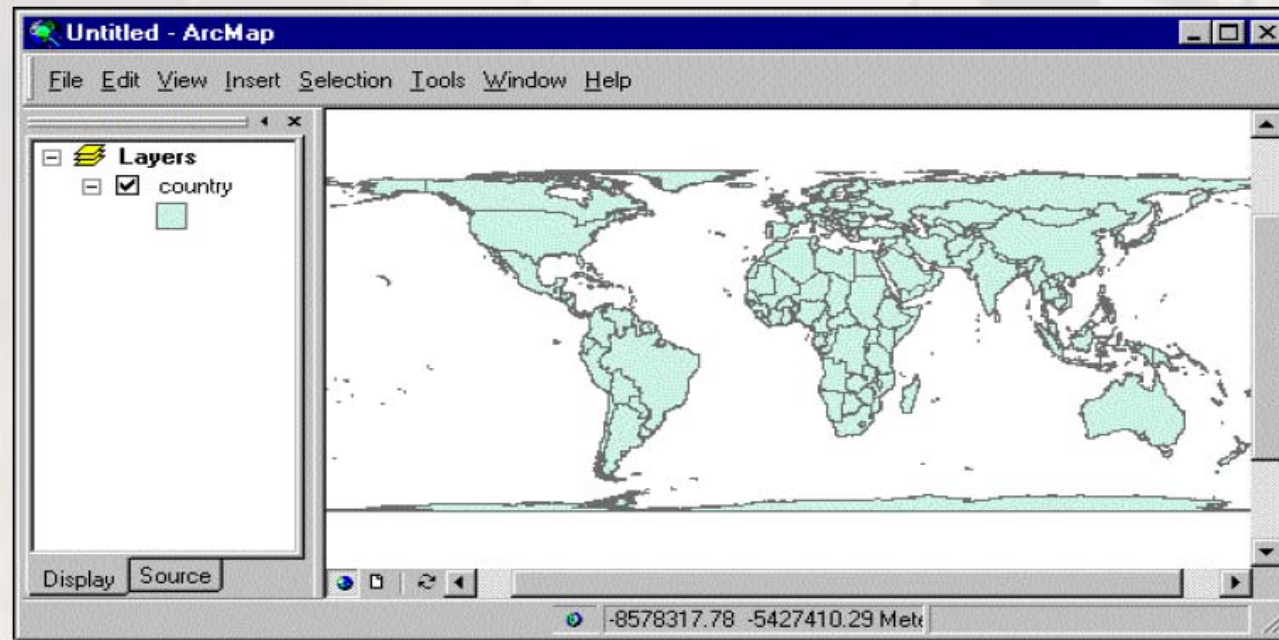 Untitled - ArcMap
File Edit View Insert Selection Tools Window Help
Layers
country
Display Source
-8578317.78 -5427410.29 Mete